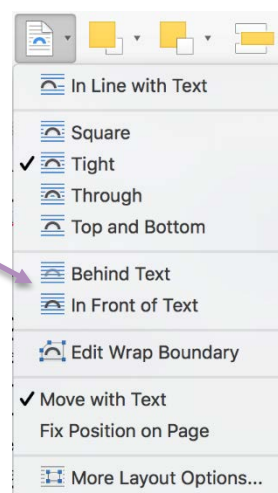 In Line with Text
Square
Tight
Through
Top and Bottom
Behind Text
In Front of Text
Edit Wrap Boundary
Move with Text
Fix Position on Page
More Layout Options...